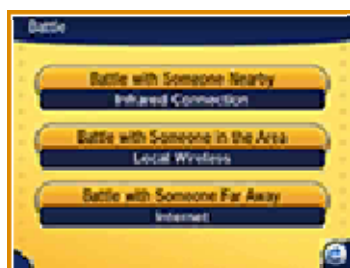 Battle
Battle with Someone Nearby
Infrared Connection
Battle with Someone in the Area
Local Wireless
Battle with Someone Far Away
Internet